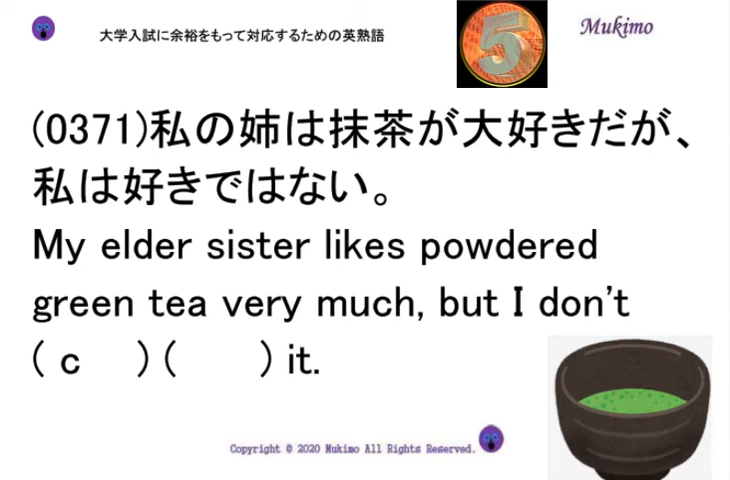 大学入試に余裕をもって対応するための英熟語
5
Mukimo
(0371)私の姉は抹茶が大好きだが、
私は好きではない。
My elder sister likes powdered
green tea very much, but I don't
( c ) ( ) it.
Copyright © 2020 Mukimo All Rights Reserved.